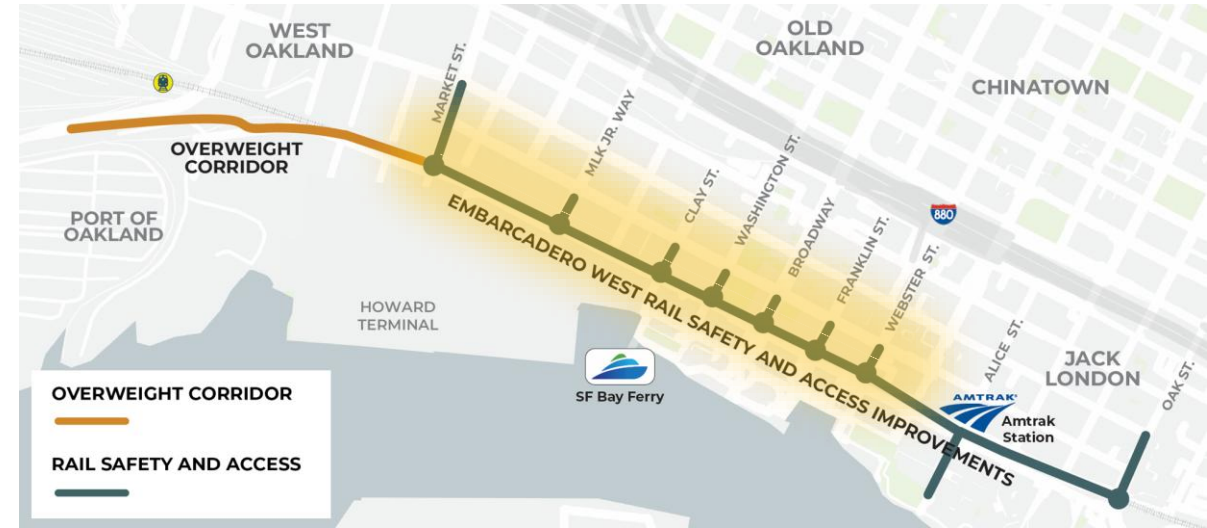 WEST
OAKLAND
OLD
OAKLAND
CHINATOWN
MARKET ST.
MLK JR. WAY
CLAY ST.
WASHINGTON ST.
BROADWAY
FRANKLIN ST.
WEBSTER ST.
880
ALICE ST.
JACK
LONDON
OAK ST.
OVERWEIGHT
CORRIDOR
PORT OF
OAKLAND
EMBARCADERO WEST RAIL SAFETY AND ACCESS IMPROVEMENTS
HOWARD
TERMINAL
SF Bay Ferry
AMTRAK
Amtrak
Station
OVERWEIGHT CORRIDOR
RAIL SAFETY AND ACCESS